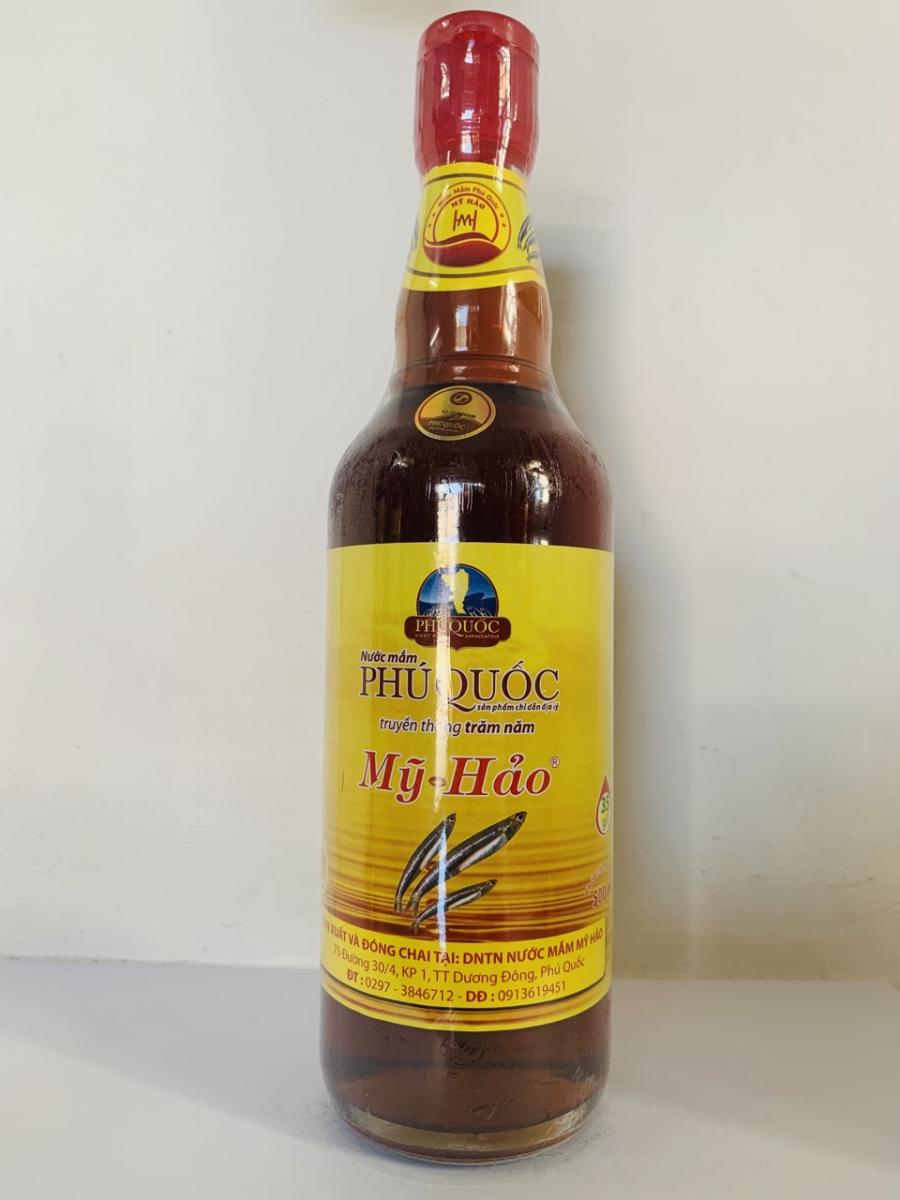 Nước Mắm Phú Quốc
MỸ HẢO
PHÚ QUỐC
PHÚ QUỐC
Nước mắm
PHÚ QUỐC
sản phẩm chỉ dẫn địa lý
truyền thống trăm năm
Mỹ-Hảo®
35
500
XUẤT VÀ ĐÓNG CHAI TẠI: DNTN NƯỚC MẮM MỸ HẢO
75 Đường 30/4, KP 1, TT Dương Đông, Phú Quốc
ĐT : 0297 - 3846712 - DĐ : 0913619451